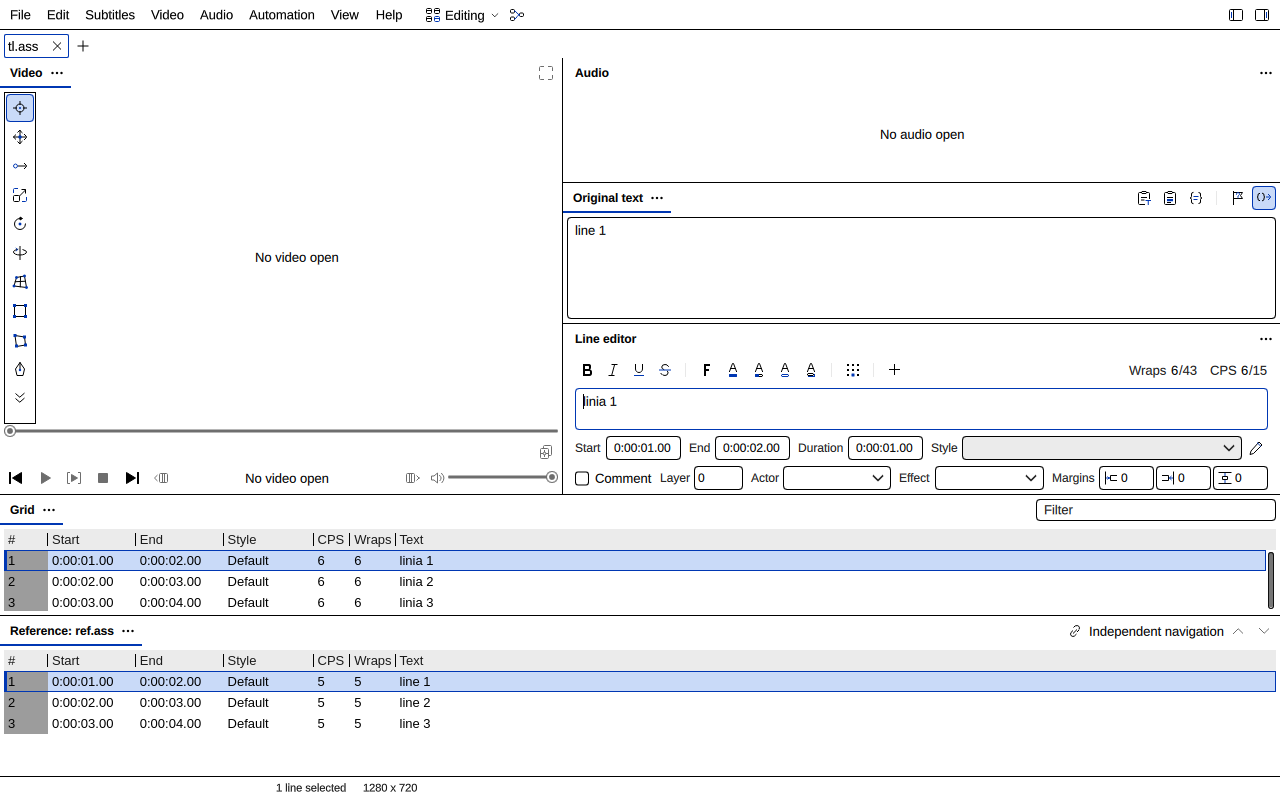 File Edit Subtitles Video Audio Automation View Help Editing
tl.ass
Video
No video open
No video open
Audio
No audio open
Original text
line 1
Line editor
B I U S F A A A A Wraps 6/43 CPS 6/15
linia 1
Start 0:00:01.00 End 0:00:02.00 Duration 0:00:01.00 Style
Comment Layer 0 Actor Effect Margins 0 0 0
Grid Filter
# Start End Style CPS Wraps Text
1 0:00:01.00 0:00:02.00 Default 6 6 linia 1
2 0:00:02.00 0:00:03.00 Default 6 6 linia 2
3 0:00:03.00 0:00:04.00 Default 6 6 linia 3
Reference: ref.ass Independent navigation
# Start End Style CPS Wraps Text
1 0:00:01.00 0:00:02.00 Default 5 5 line 1
2 0:00:02.00 0:00:03.00 Default 5 5 line 2
3 0:00:03.00 0:00:04.00 Default 5 5 line 3
1 line selected 1280 x 720